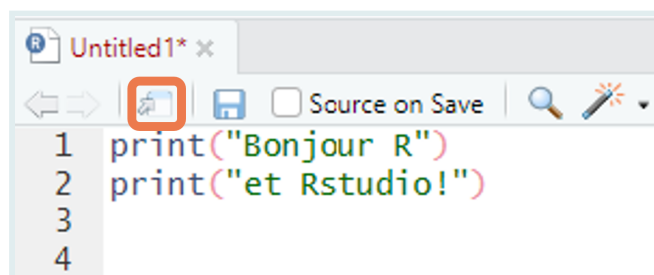 R Untitled1*
Source on Save
1 print("Bonjour R")
2 print("et Rstudio!")
3
4